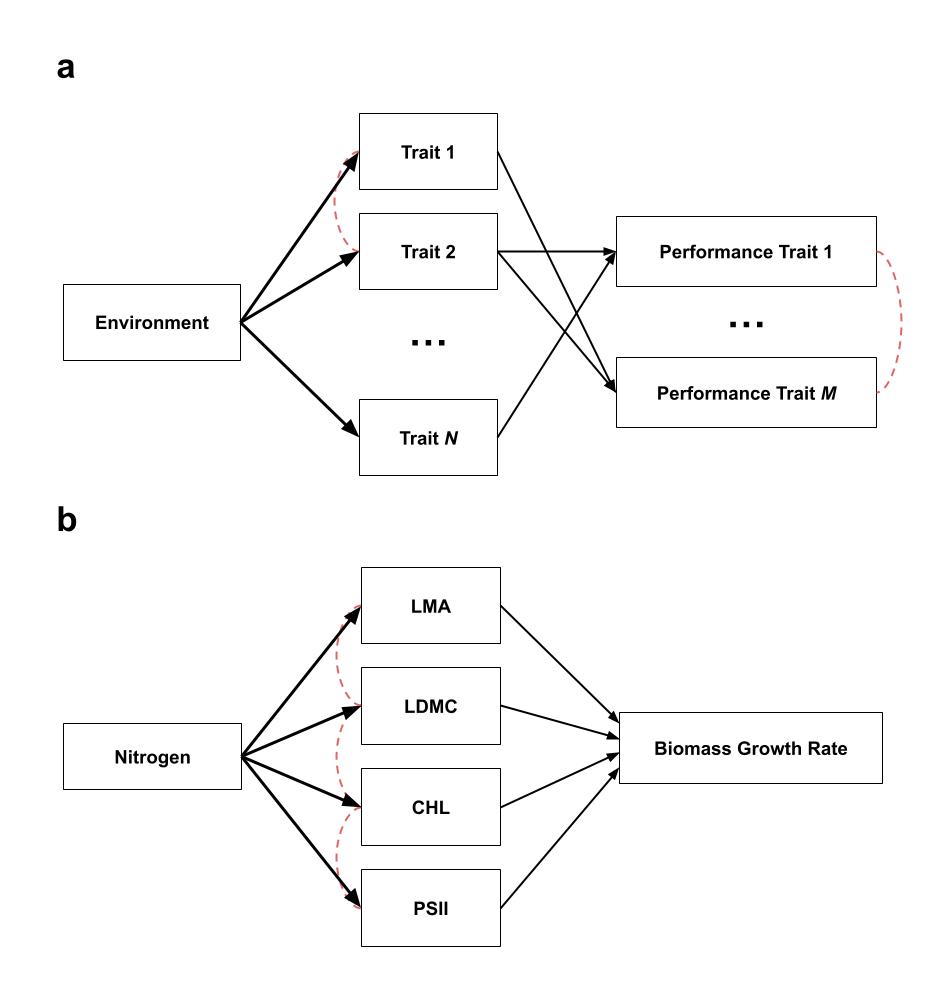 a
Trait 1
Trait 2
Performance Trait 1
Environment
...
...
Performance Trait M
Trait N
b
LMA
LDMC
Nitrogen
Biomass Growth Rate
CHL
PSII